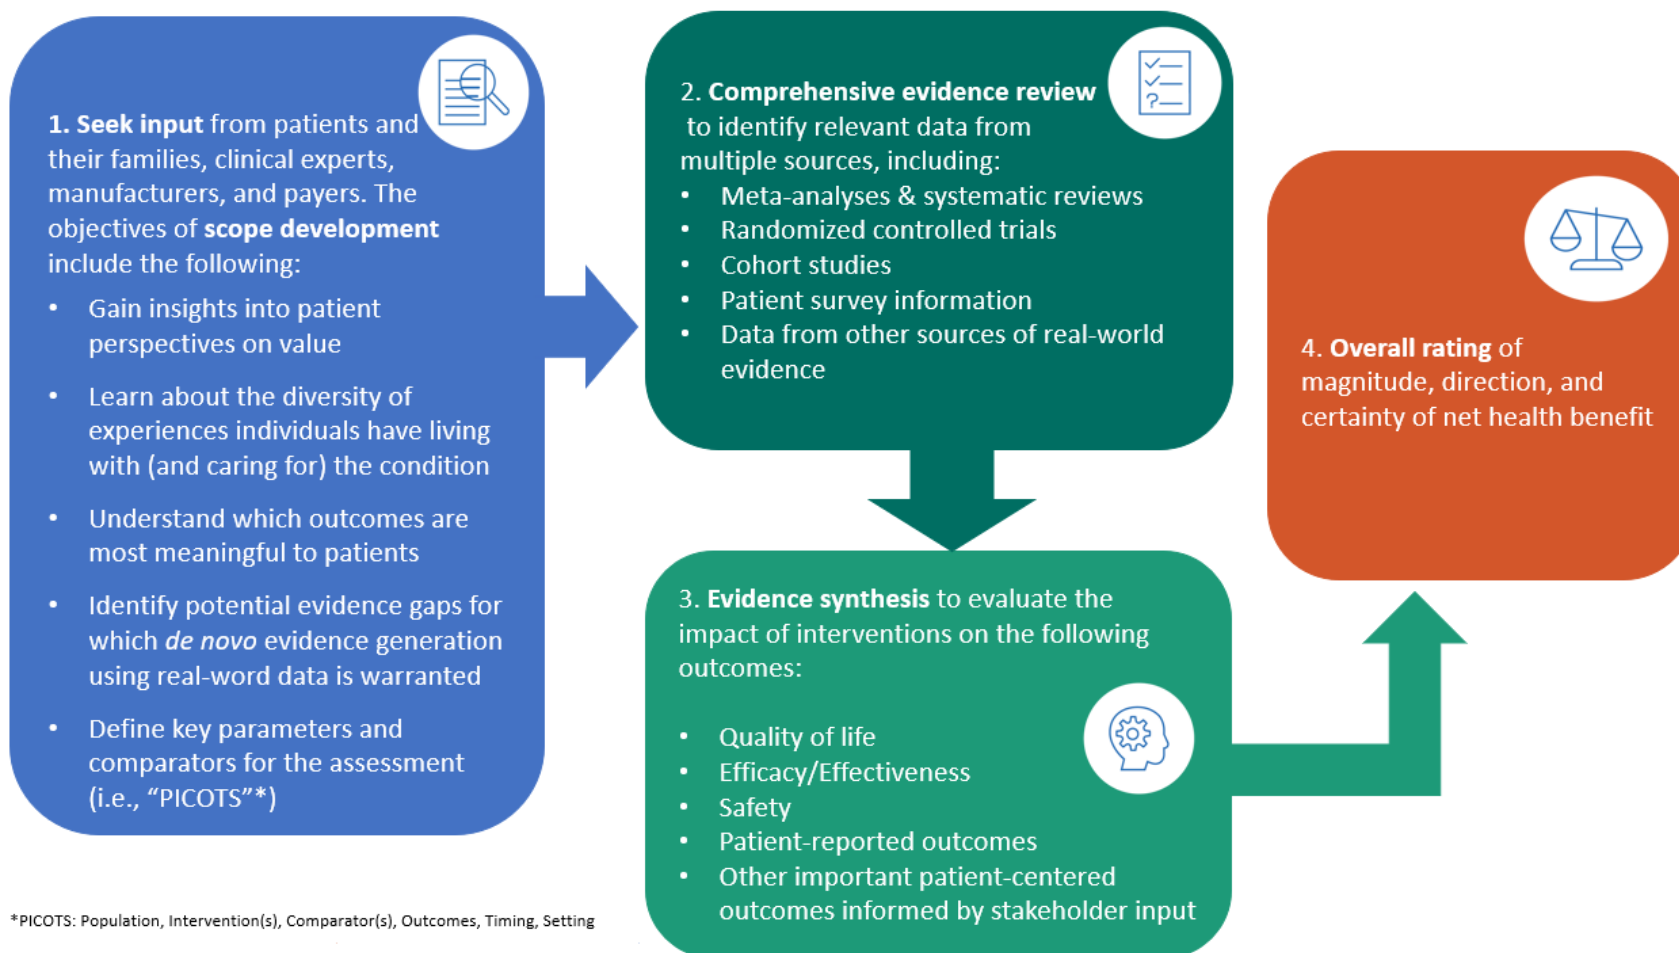 1. Seek input from patients and
their families, clinical experts,
manufacturers, and payers. The
objectives of scope development
include the following:
• Gain insights into patient
perspectives on value
• Learn about the diversity of
experiences individuals have living
with (and caring for) the condition
• Understand which outcomes are
most meaningful to patients
• Identify potential evidence gaps for
which de novo evidence generation
using real-word data is warranted
• Define key parameters and
comparators for the assessment
(i.e., “PICOTS”*)
2. Comprehensive evidence review
to identify relevant data from
multiple sources, including:
• Meta-analyses & systematic reviews
• Randomized controlled trials
• Cohort studies
• Patient survey information
• Data from other sources of real-world
evidence
3. Evidence synthesis to evaluate the
impact of interventions on the following
outcomes:
• Quality of life
• Efficacy/Effectiveness
• Safety
• Patient-reported outcomes
• Other important patient-centered
outcomes informed by stakeholder input
4. Overall rating of
magnitude, direction, and
certainty of net health benefit
*PICOTS: Population, Intervention(s), Comparator(s), Outcomes, Timing, Setting